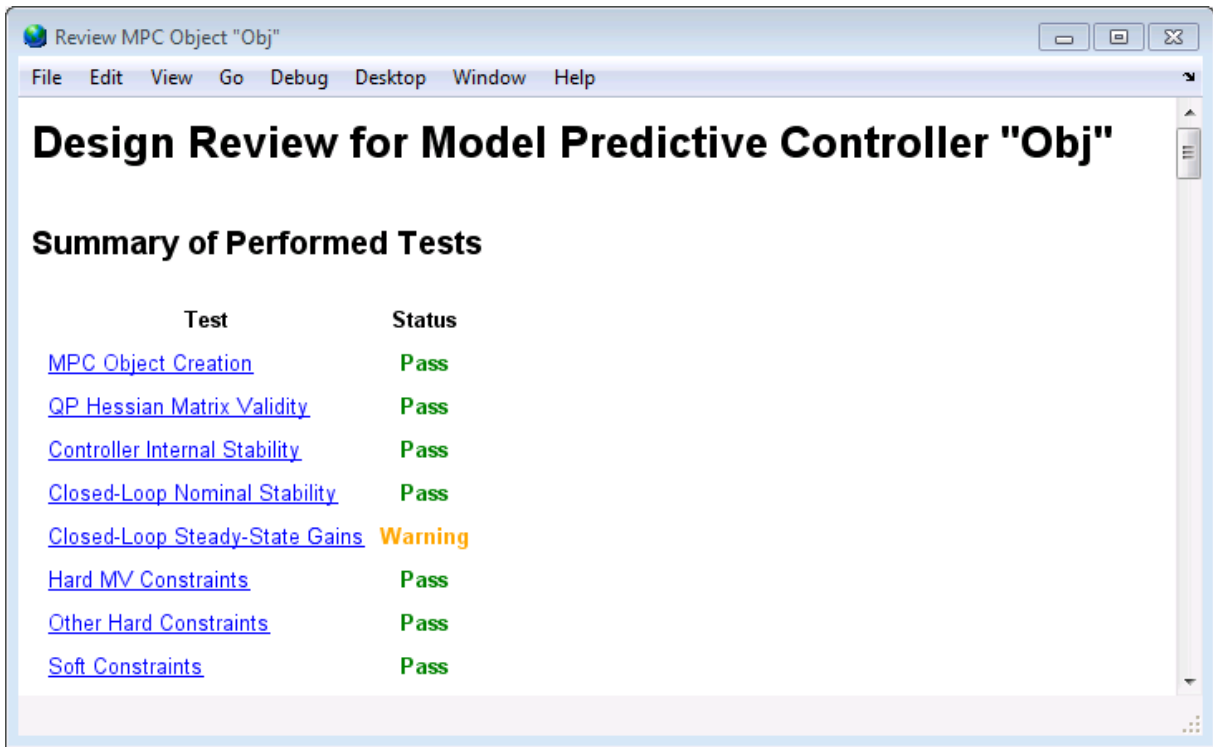 Review MPC Object "Obj"
File Edit View Go Debug Desktop Window Help
Design Review for Model Predictive Controller "Obj"
Summary of Performed Tests
Test Status
MPC Object Creation Pass
QP Hessian Matrix Validity Pass
Controller Internal Stability Pass
Closed-Loop Nominal Stability Pass
Closed-Loop Steady-State Gains Warning
Hard MV Constraints Pass
Other Hard Constraints Pass
Soft Constraints Pass